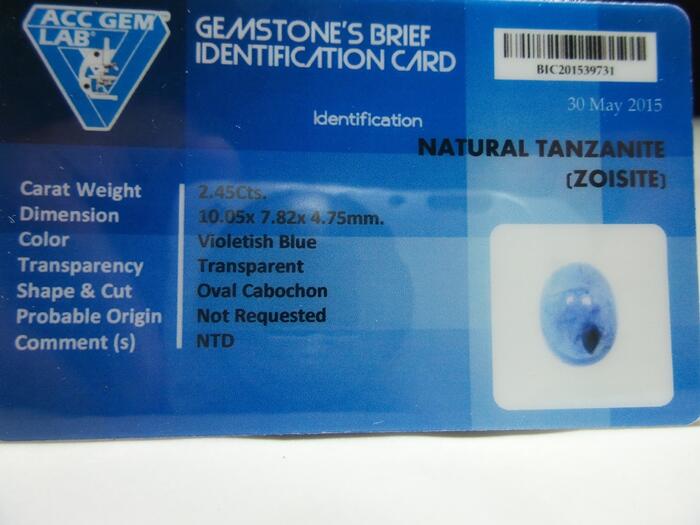 ACC GEM
LAB®
GEMSTONE'S BRIEF
IDENTIFICATION CARD
BIC201539731
30 May 2015
Identification
NATURAL TANZANITE
(ZOISITE)
Carat Weight 2.45Cts.
Dimension 10.05x 7.82x 4.75mm.
Color Violetish Blue
Transparency Transparent
Shape & Cut Oval Cabochon
Probable Origin Not Requested
Comment (s) NTD